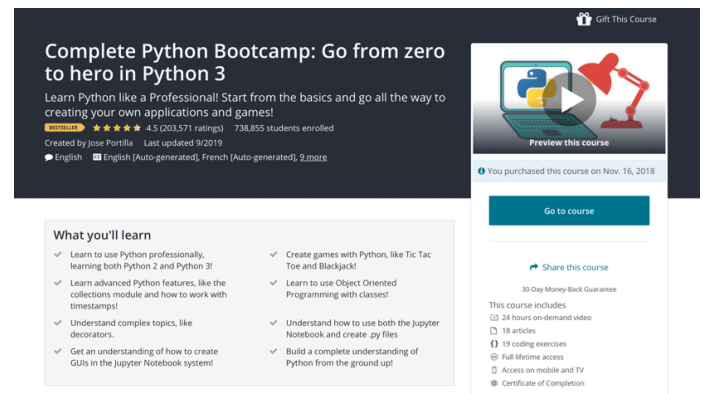 Gift This Course
Complete Python Bootcamp: Go from zero
to hero in Python 3
Learn Python like a Professional! Start from the basics and go all the way to
creating your own applications and games!
BESTSELLER 4.5 (203,571 ratings) 738,855 students enrolled
Created by Jose Portilla Last updated 9/2019
English CC English [Auto-generated], French [Auto-generated], 9 more
Preview this course
You purchased this course on Nov. 16, 2018
Go to course
Share this course
30-Day Money-Back Guarantee
This course includes
24 hours on-demand video
18 articles
19 coding exercises
Full lifetime access
Access on mobile and TV
Certificate of Completion
What you'll learn
Learn to use Python professionally,
learning both Python 2 and Python 3!
Learn advanced Python features, like the
collections module and how to work with
timestamps!
Understand complex topics, like
decorators.
Get an understanding of how to create
GUIs in the Jupyter Notebook system!
Create games with Python, like Tic Tac
Toe and Blackjack!
Learn to use Object Oriented
Programming with classes!
Understand how to use both the Jupyter
Notebook and create .py files
Build a complete understanding of
Python from the ground up!